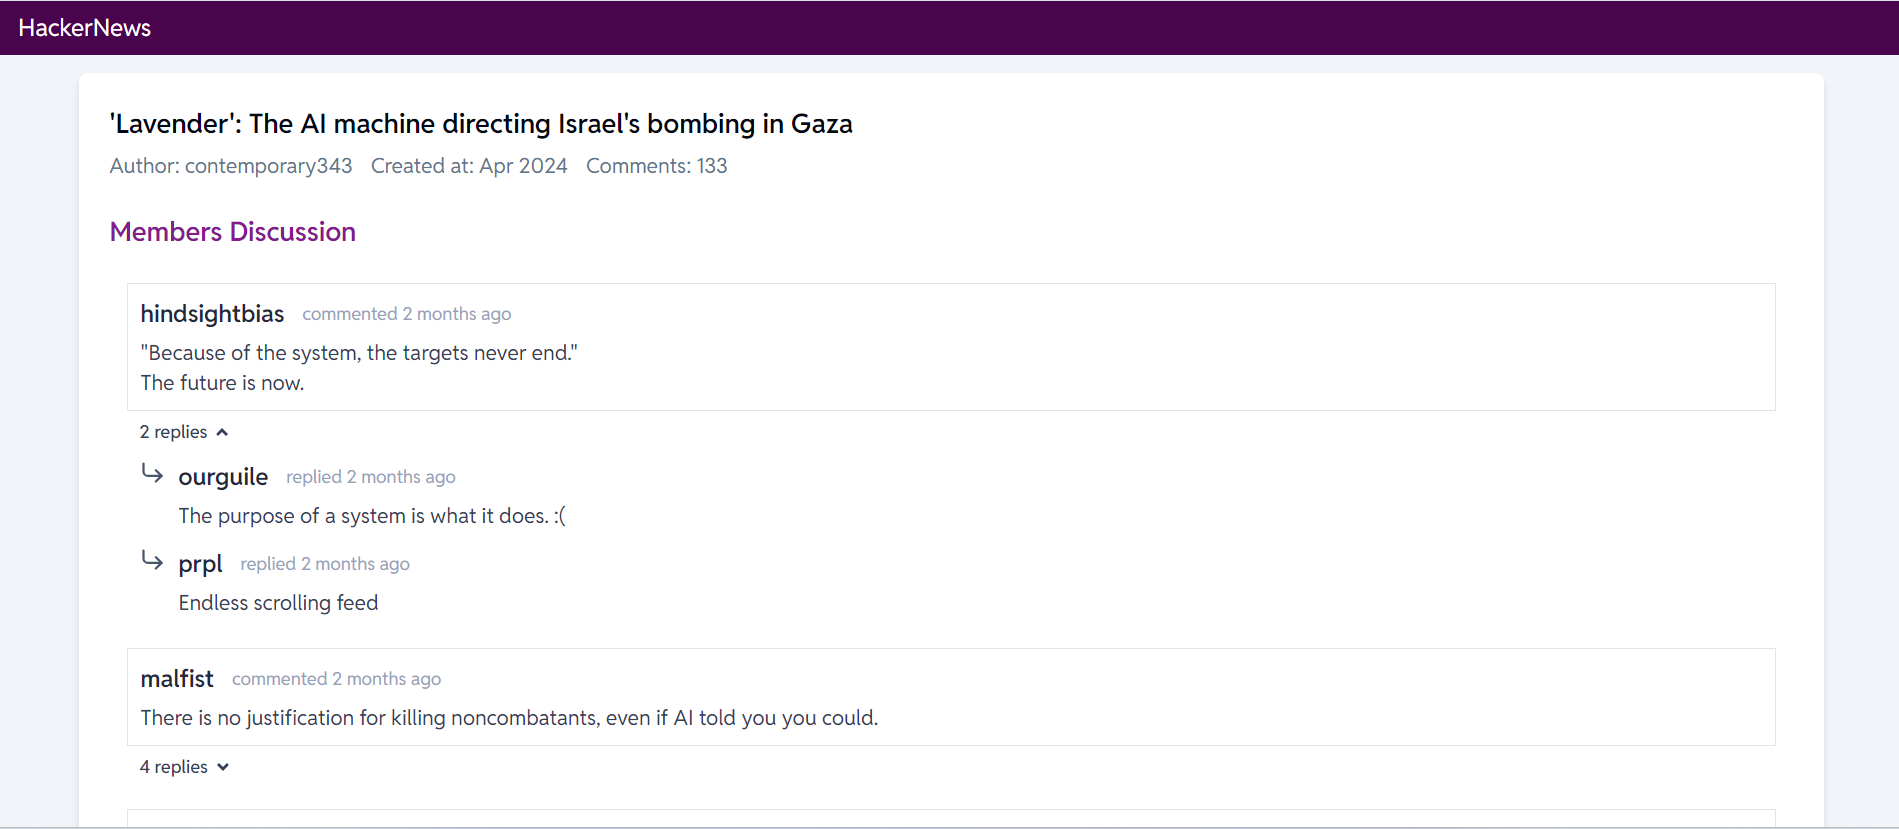 HackerNews
'Lavender': The AI machine directing Israel's bombing in Gaza
Author: contemporary343 Created at: Apr 2024 Comments: 133
Members Discussion
hindsightbias commented 2 months ago
"Because of the system, the targets never end."
The future is now.
2 replies
ourguile replied 2 months ago
The purpose of a system is what it does. :(
prpl replied 2 months ago
Endless scrolling feed
malfist commented 2 months ago
There is no justification for killing noncombatants, even if AI told you you could.
4 replies